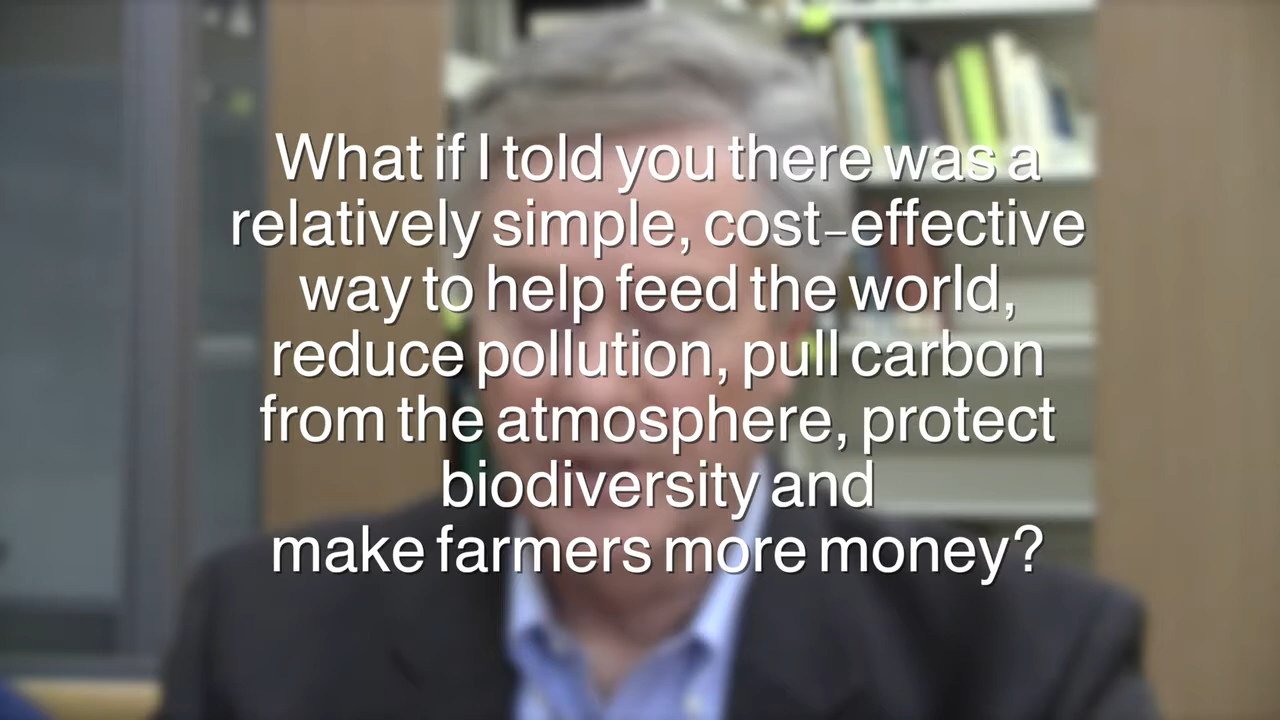 What if I told you there was a
relatively simple, cost-effective
way to help feed the world,
reduce pollution, pull carbon
from the atmosphere, protect
biodiversity and
make farmers more money?